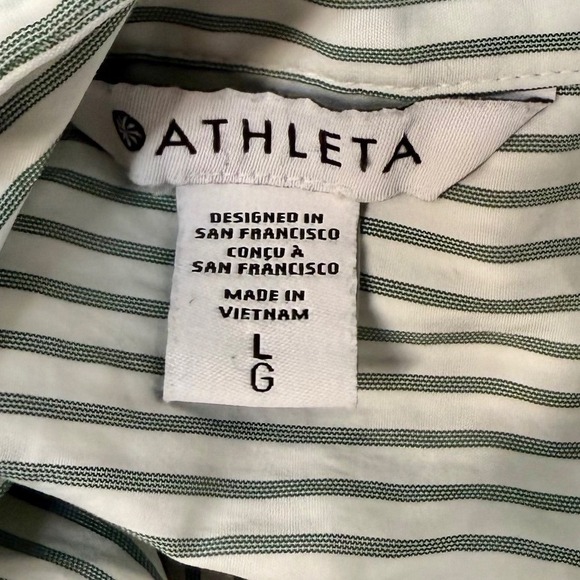 ATHLETA
DESIGNED IN
SAN FRANCISCO
CONÇU À
SAN FRANCISCO
MADE IN
VIETNAM
L
G